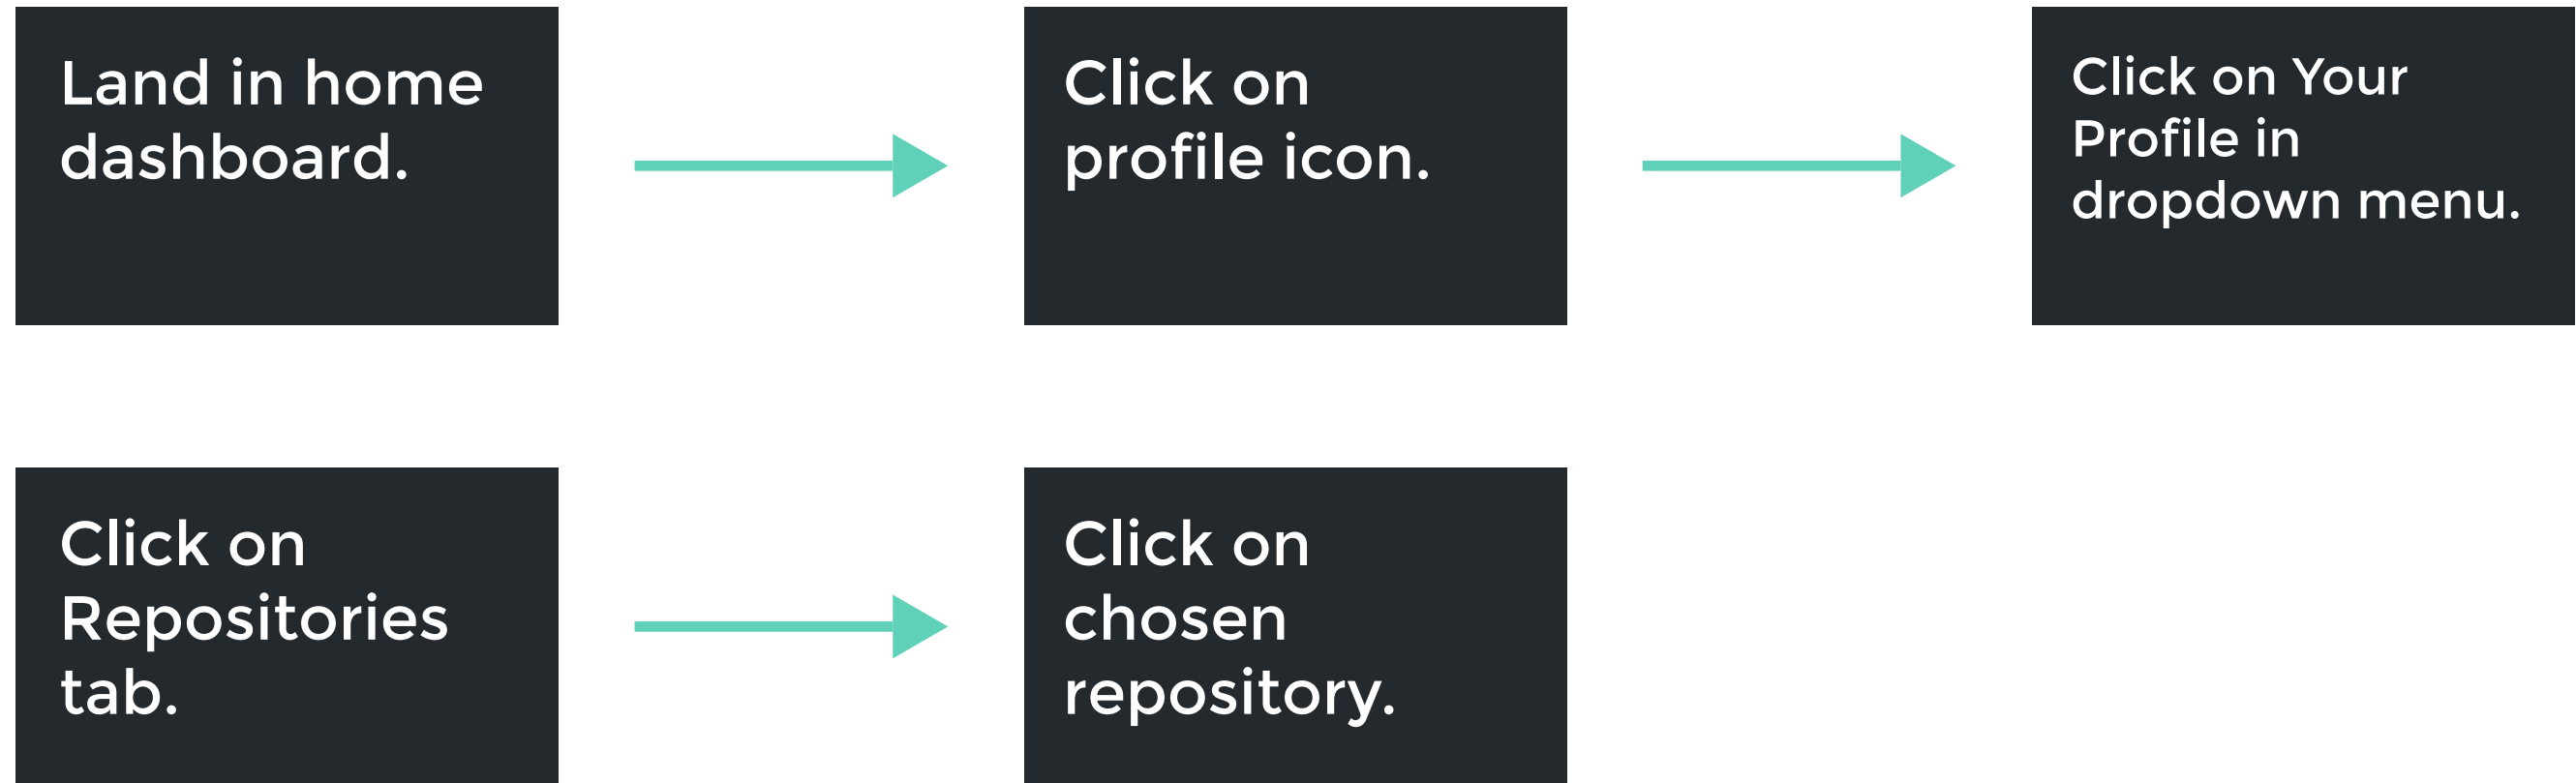 Land in home
dashboard.
Click on
profile icon.
Click on Your
Profile in
dropdown menu.
Click on
Repositories
tab.
Click on
chosen
repository.